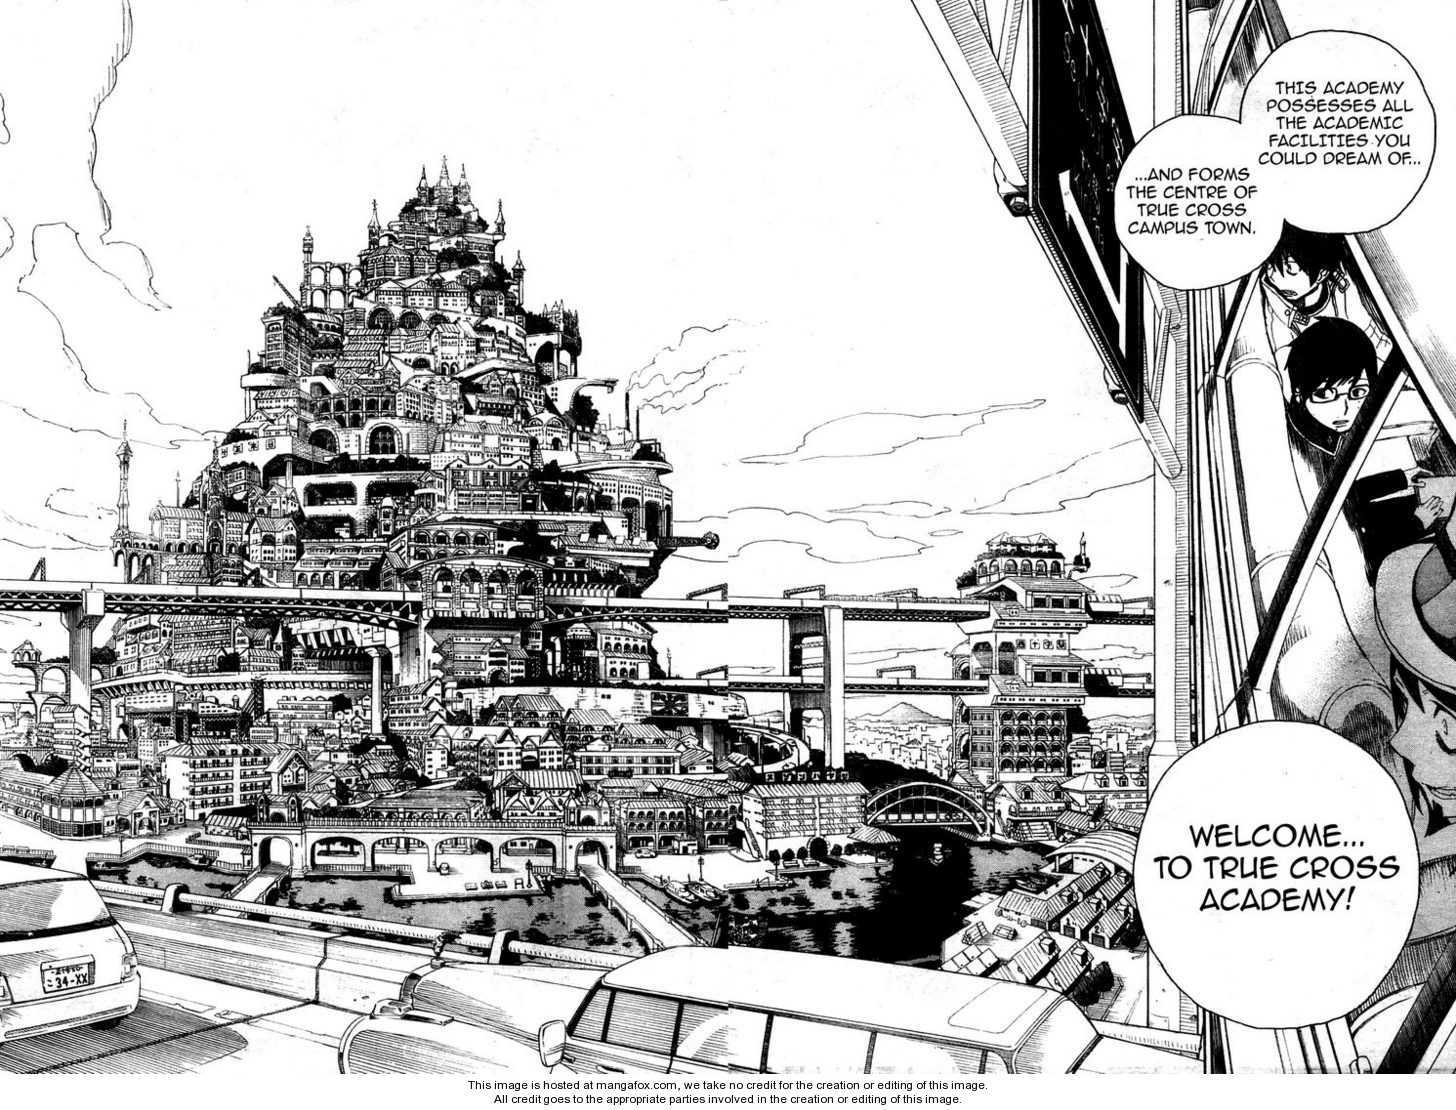 THIS ACADEMY
POSSESSES ALL
THE ACADEMIC
FACILITIES YOU
COULD DREAM OF...
...AND FORMS
THE CENTRE OF
TRUE CROSS
CAMPUS TOWN.
WELCOME...
TO TRUE CROSS
ACADEMY!
34-XX
This image is hosted at mangafox.com, we take no credit for the creation or editing of this image.
All credit goes to the appropriate parties involved in the creation or editing of this image.